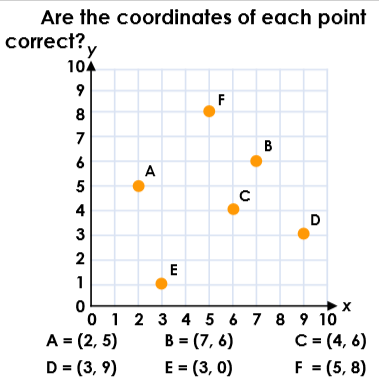 Are the coordinates of each point
correct?
y
10
9
8
7
6
5
4
3
2
1
0
F
B
A
C
D
E
0 1 2 3 4 5 6 7 8 9 10 x
A = (2, 5) B = (7, 6) C = (4, 6)
D = (3, 9) E = (3, 0) F = (5, 8)